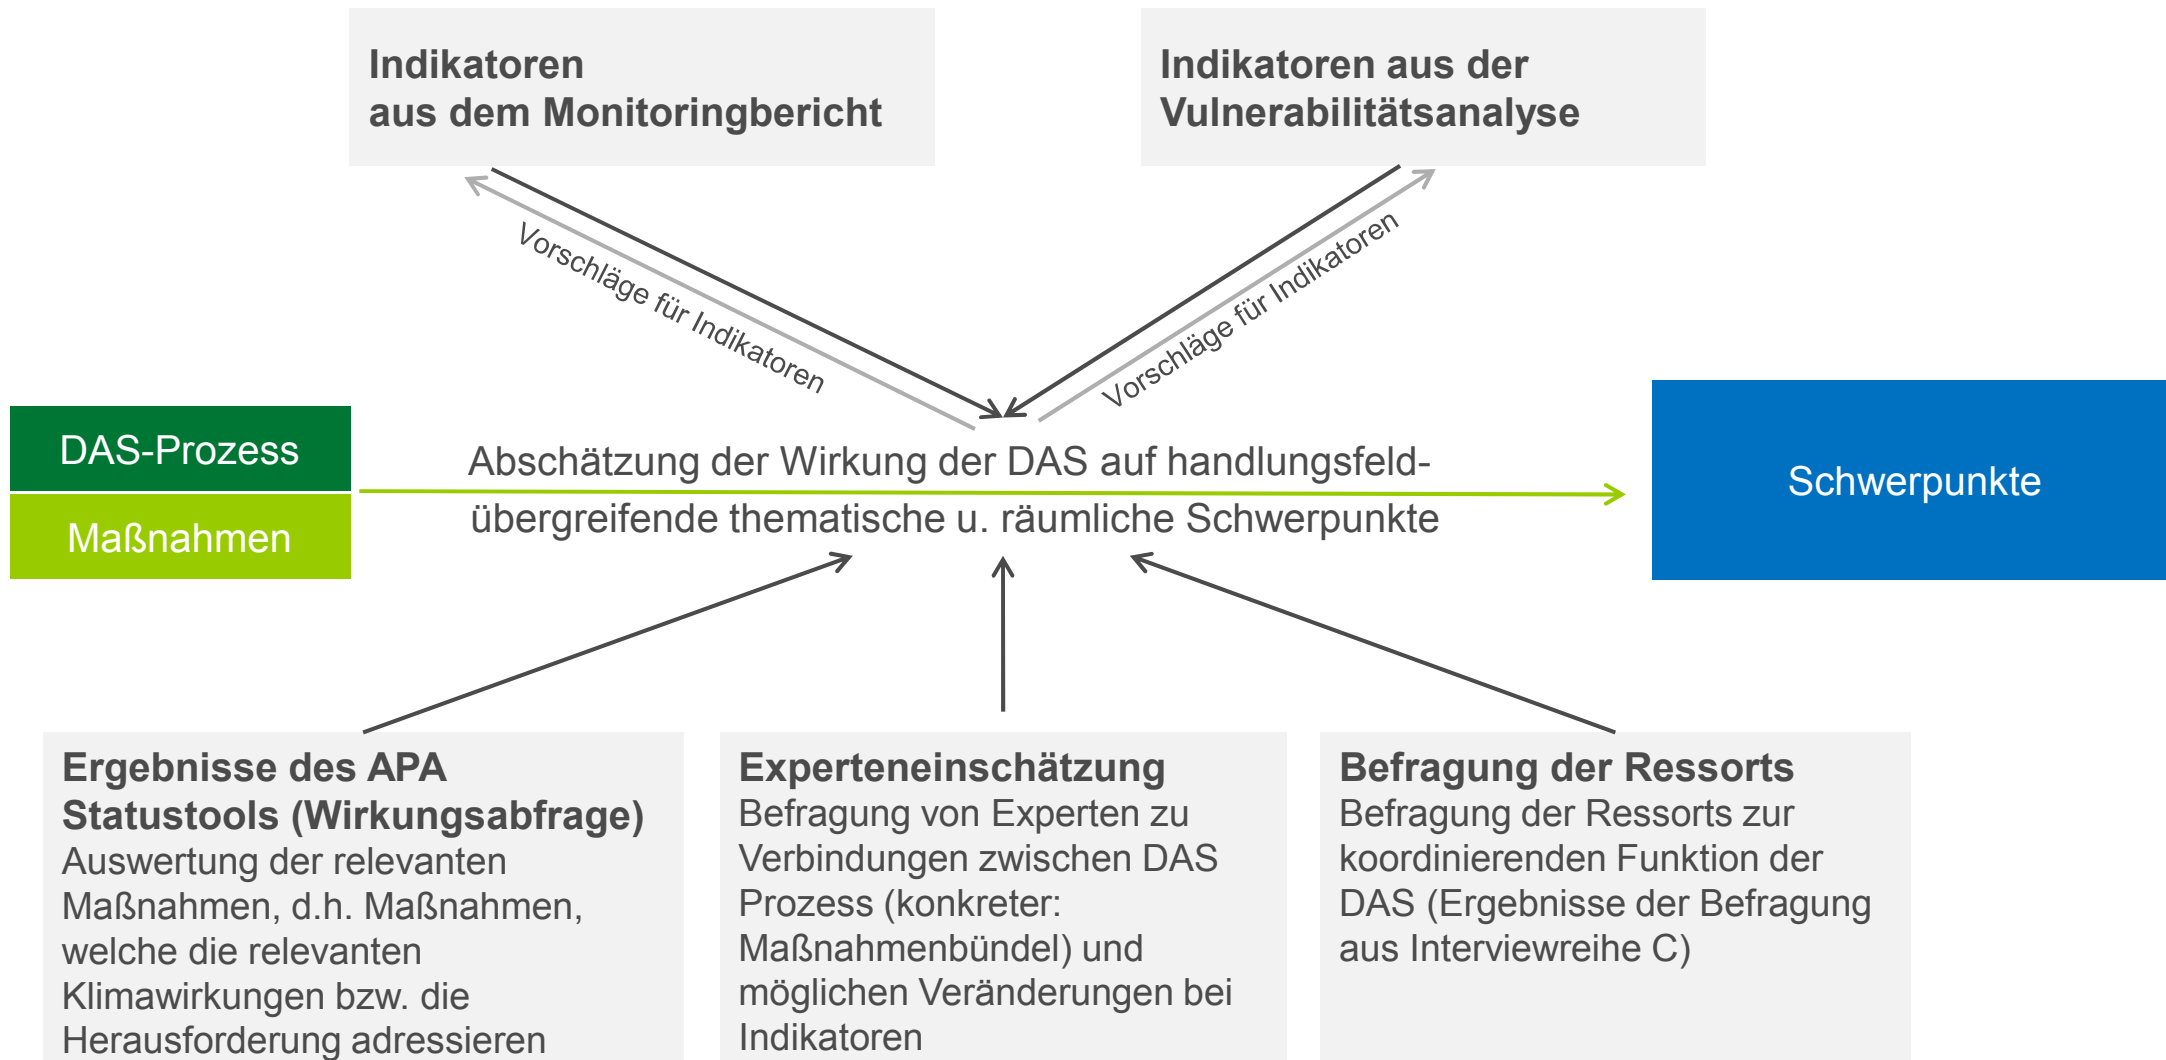 Indikatoren
aus dem Monitoringbericht
Indikatoren aus der
Vulnerabilitätsanalyse
Vorschläge für Indikatoren
Vorschläge für Indikatoren
DAS-Prozess
Maßnahmen
Abschätzung der Wirkung der DAS auf handlungsfeld-
übergreifende thematische u. räumliche Schwerpunkte
Schwerpunkte
Ergebnisse des APA
Statustools (Wirkungsabfrage)
Auswertung der relevanten
Maßnahmen, d.h. Maßnahmen,
welche die relevanten
Klimawirkungen bzw. die
Herausforderung adressieren
Experteneinschätzung
Befragung von Experten zu
Verbindungen zwischen DAS
Prozess (konkreter:
Maßnahmenbündel) und
möglichen Veränderungen bei
Indikatoren
Befragung der Ressorts
Befragung der Ressorts zur
koordinierenden Funktion der
DAS (Ergebnisse der Befragung
aus Interviewreihe C)